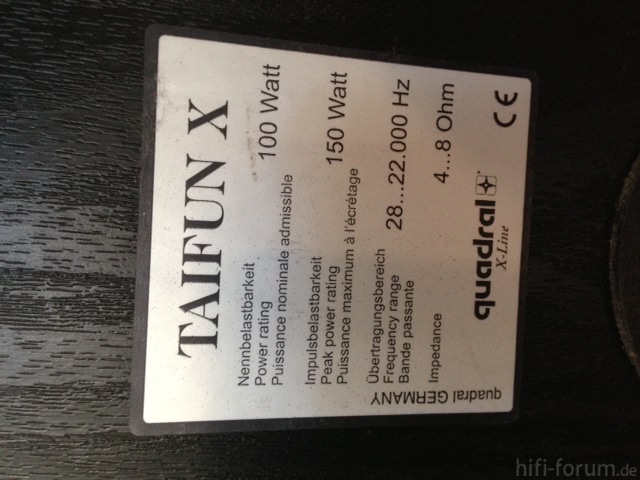 TAIFUN X
Nennbelastbarkeit
Power rating 100 Watt
Puissance nominale admissible
Impulsbelastbarkeit
Peak power rating 150 Watt
Puissance maximum à l'écrétage
Übertragungsbereich
Frequency range 28...22.000 Hz
Bande passante
Impedance 4...8 Ohm
quadral
X-Line
CE
quadral GERMANY
hifi-forum.de